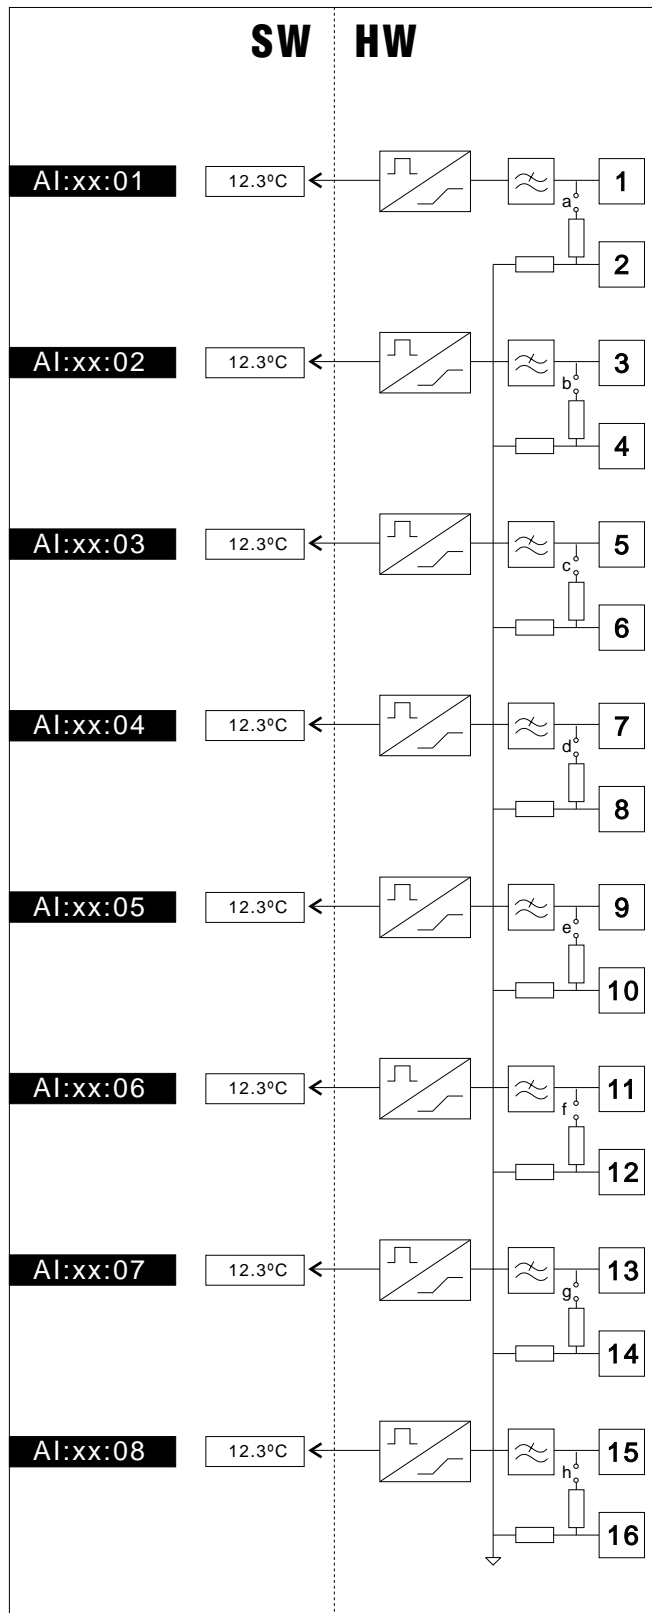 SW HW
AI:xx:01 12.3ºC 1
a
2
AI:xx:02 12.3ºC 3
b
4
AI:xx:03 12.3ºC 5
c
6
AI:xx:04 12.3ºC 7
d
8
AI:xx:05 12.3ºC 9
e
10
AI:xx:06 12.3ºC 11
f
12
AI:xx:07 12.3ºC 13
g
14
AI:xx:08 12.3ºC 15
h
16